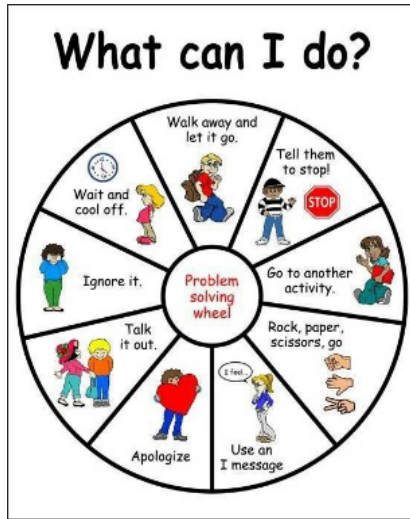 What can I do?
Walk away and
let it go.
Tell them
to stop!
STOP
Go to another
activity.
Rock, paper,
scissors, go
I feel...
Use an
I message
Apologize
Talk
it out.
Ignore it.
Wait and
cool off.
Problem
solving
wheel